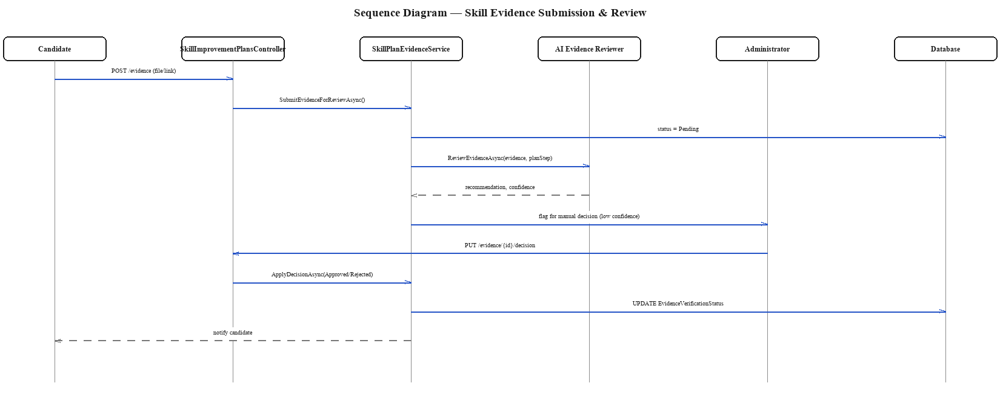 Sequence Diagram — Skill Evidence Submission & Review
Candidate
SkillImprovementPlansController
SkillPlanEvidenceService
AI Evidence Reviewer
Administrator
Database
POST /evidence (file/link)
SubmitEvidenceForReviewAsync()
status = Pending
ReviewEvidenceAsync(evidence, planStep)
recommendation, confidence
flag for manual decision (low confidence)
PUT /evidence/{id}/decision
ApplyDecisionAsync(Approved/Rejected)
UPDATE EvidenceVerificationStatus
notify candidate